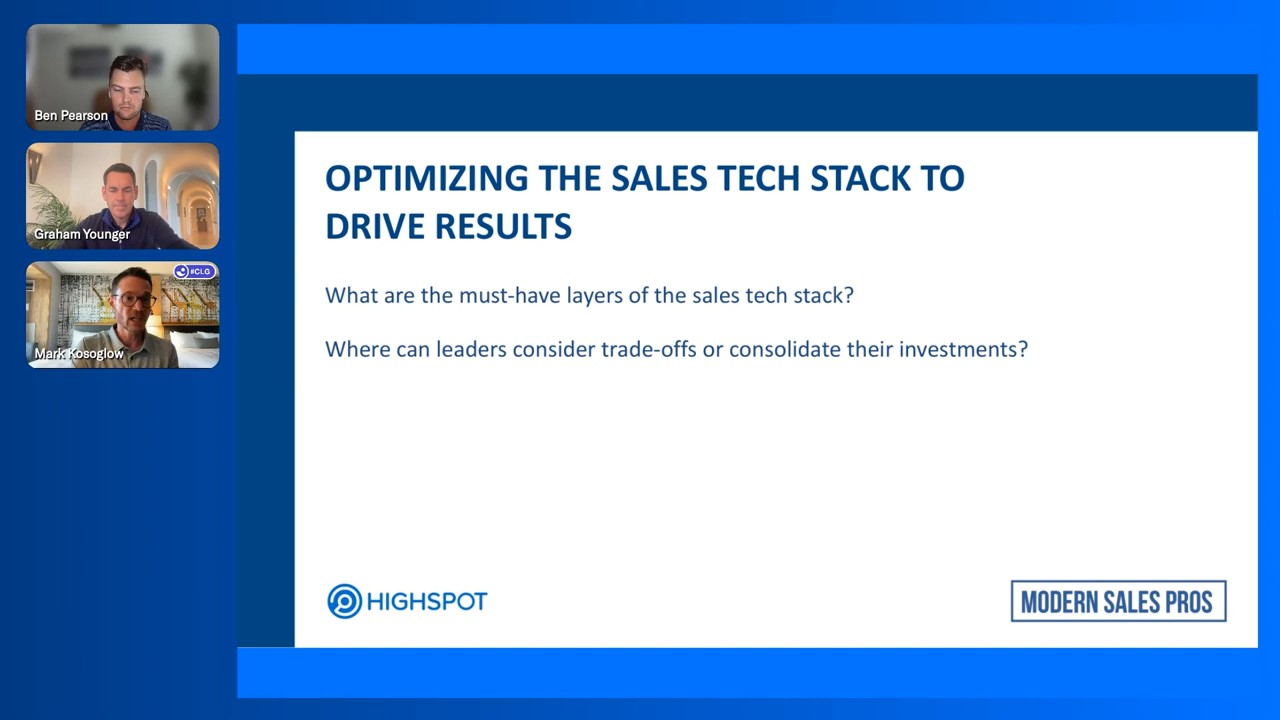 Ben Pearson
Graham Younger
#CLG
Mark Kosoglow
OPTIMIZING THE SALES TECH STACK TO
DRIVE RESULTS
What are the must-have layers of the sales tech stack?
Where can leaders consider trade-offs or consolidate their investments?
HIGHSPOT
MODERN SALES PROS